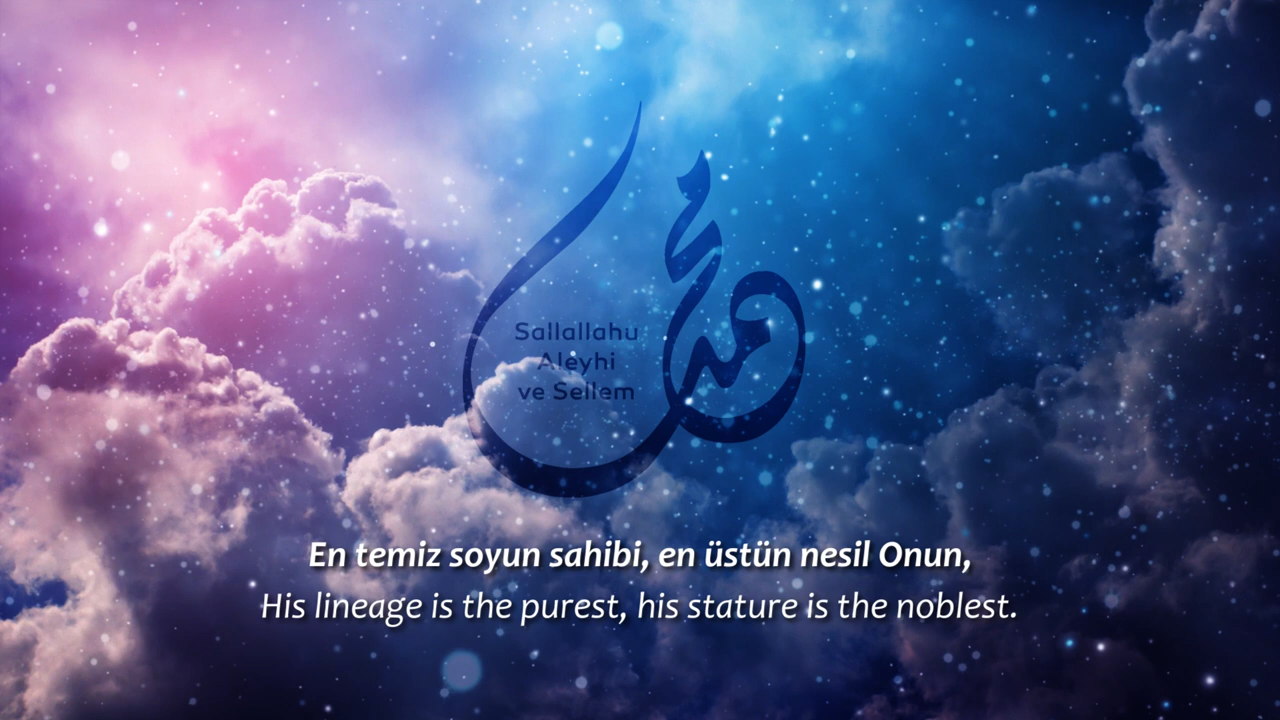 محمد
Sallallahu
Aleyhi
ve Sellem
En temiz soyun sahibi, en üstün nesil Onun,
His lineage is the purest, his stature is the noblest.